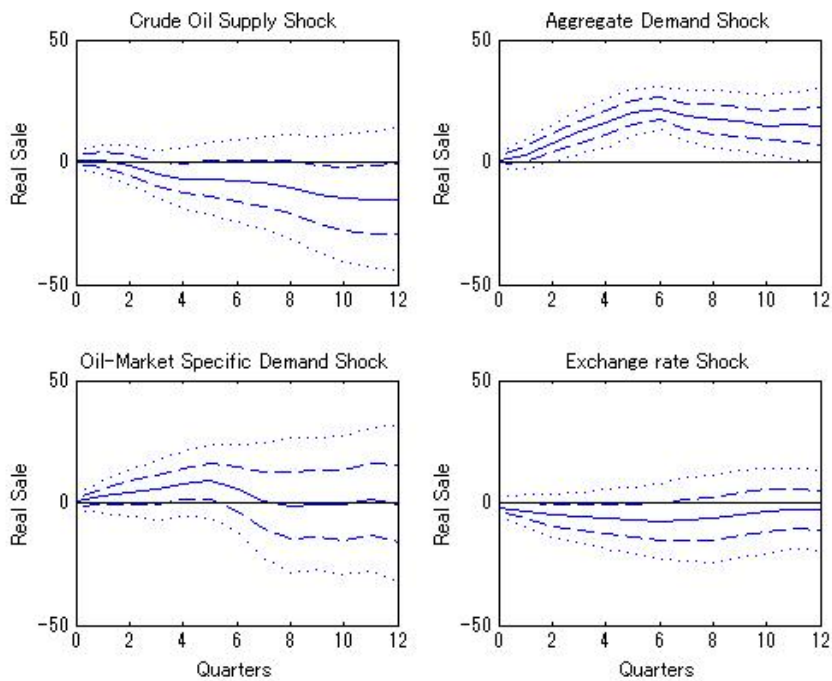 Crude Oil Supply Shock
50
0
-50
Real Sale
0 2 4 6 8 10 12
Aggregate Demand Shock
50
0
-50
Real Sale
0 2 4 6 8 10 12
Oil-Market Specific Demand Shock
50
0
-50
Real Sale
0 2 4 6 8 10 12
Quarters
Exchange rate Shock
50
0
-50
Real Sale
0 2 4 6 8 10 12
Quarters